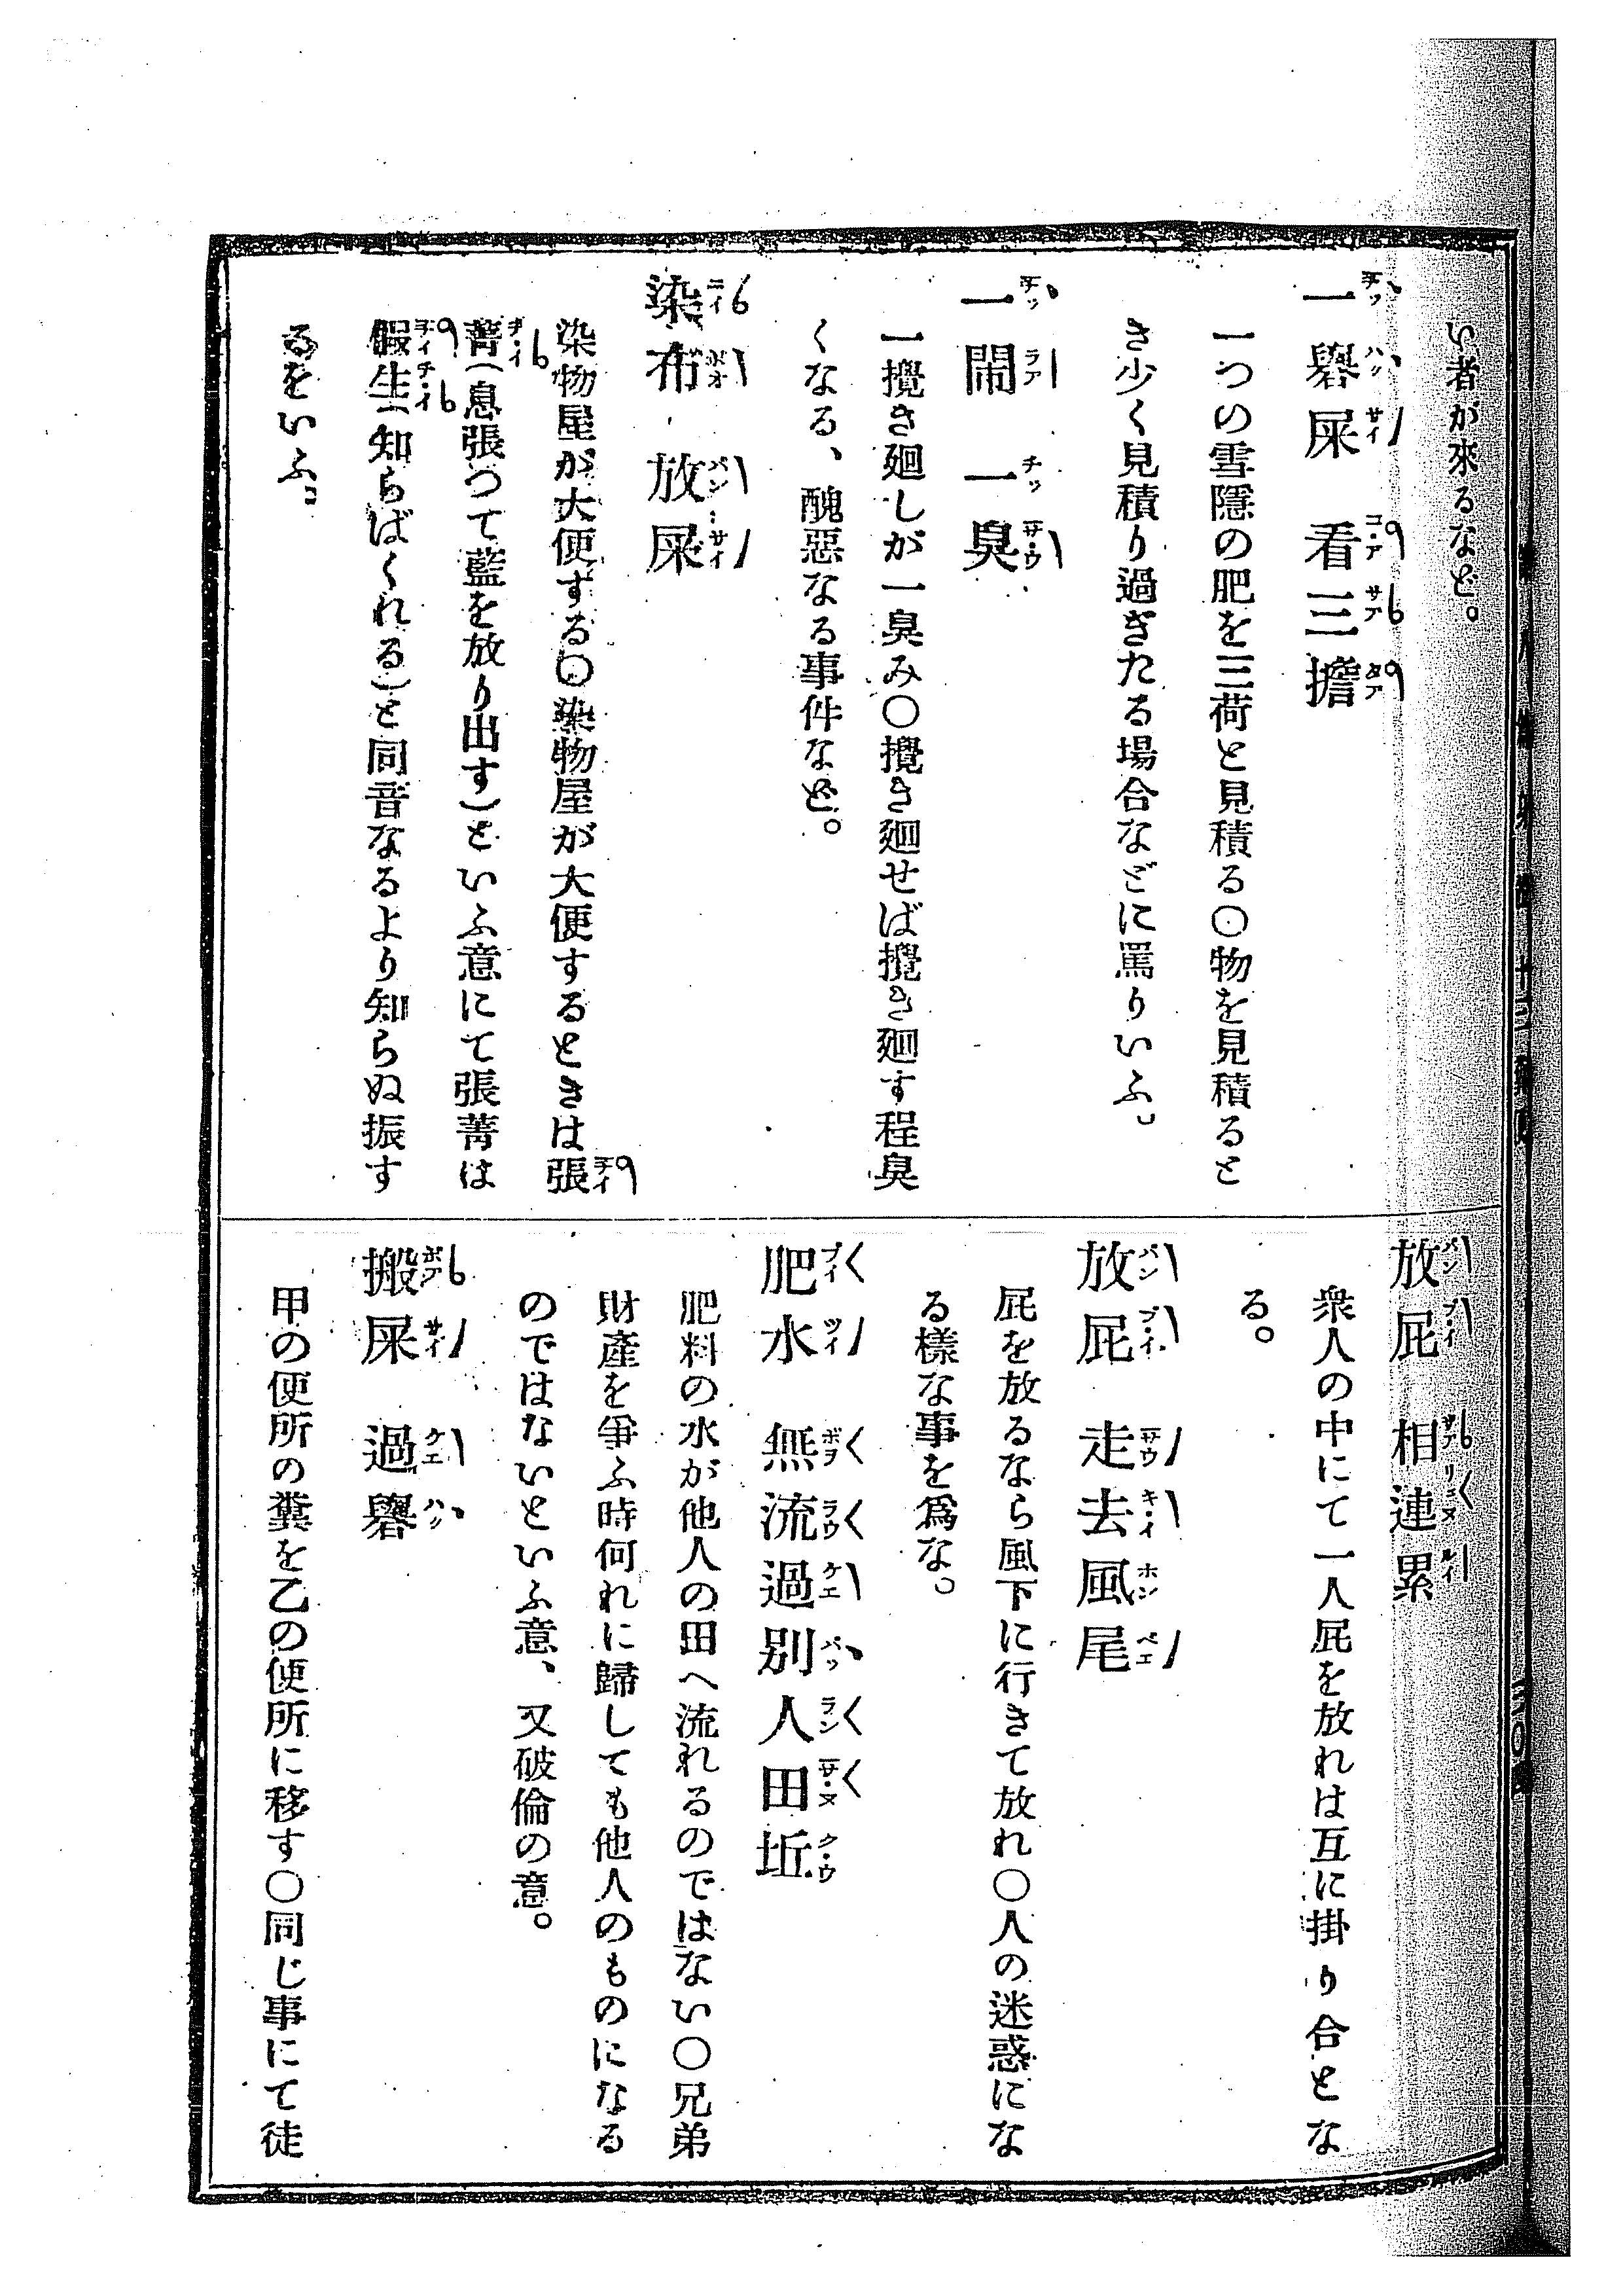 い者が來るなど。
一礐屎　看三擔
一つの雪隱の肥を三荷と見積る〇物を見積ると
き少く見積り過ぎたる場合などに罵りいふ。
一鬧　一臭
一攪き廻しが一臭み〇攪き廻せば攪き廻す程臭
くなる、醜惡なる事件など。
染布　放屎
染物屋が大便する〇染物屋が大便するときは張
菁(息張つて藍を放り出す)といふ意にて張菁は
假生(知らばくれる)と同音なるより知らぬ振す
るをいふ。
放屁　相連累
衆人の中にて一人屁を放れは互に掛り合とな
る。
放屁　走去風尾
屁を放るなら風下に行きて放れ〇人の迷惑にな
る樣な事を爲な。
肥水　無流過別人田坵
肥料の水が他人の田へ流れるのではない〇兄弟
財產を爭ふ時何れに歸しても他人のものになる
のではないといふ意、又破倫の意。
搬屎　過礐
甲の便所の糞を乙の便所に移す〇同じ事にて徒